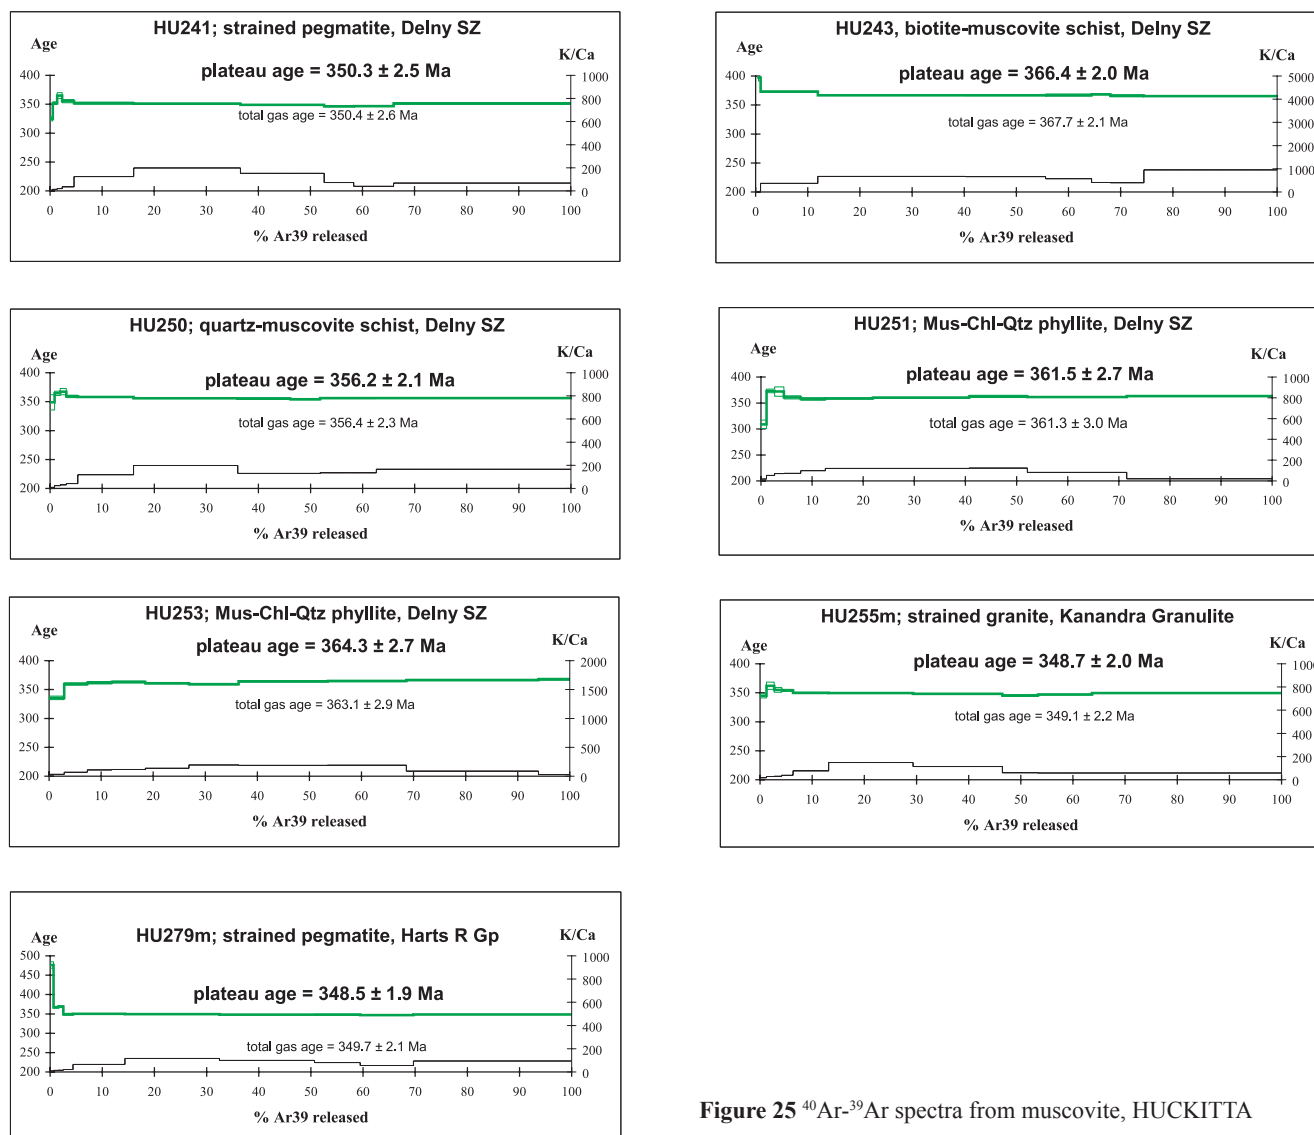 HU241; strained pegmatite, Delny SZ
Age
K/Ca
plateau age = 350.3 ± 2.5 Ma
total gas age = 350.4 ± 2.6 Ma
400
350
300
250
200
1000
800
600
400
200
0
0 10 20 30 40 50 60 70 80 90 100
% Ar39 released
HU243, biotite-muscovite schist, Delny SZ
Age
K/Ca
plateau age = 366.4 ± 2.0 Ma
total gas age = 367.7 ± 2.1 Ma
400
350
300
250
200
5000
4000
3000
2000
1000
0
0 10 20 30 40 50 60 70 80 90 100
% Ar39 released
HU250; quartz-muscovite schist, Delny SZ
Age
K/Ca
plateau age = 356.2 ± 2.1 Ma
total gas age = 356.4 ± 2.3 Ma
400
350
300
250
200
1000
800
600
400
200
0
0 10 20 30 40 50 60 70 80 90 100
% Ar39 released
HU251; Mus-Chl-Qtz phyllite, Delny SZ
Age
K/Ca
plateau age = 361.5 ± 2.7 Ma
total gas age = 361.3 ± 3.0 Ma
400
350
300
250
200
1000
800
600
400
200
0
0 10 20 30 40 50 60 70 80 90 100
% Ar39 released
HU253; Mus-Chl-Qtz phyllite, Delny SZ
Age
K/Ca
plateau age = 364.3 ± 2.7 Ma
total gas age = 363.1 ± 2.9 Ma
400
350
300
250
200
2000
1500
1000
500
0
0 10 20 30 40 50 60 70 80 90 100
% Ar39 released
HU255m; strained granite, Kanandra Granulite
Age
K/Ca
plateau age = 348.7 ± 2.0 Ma
total gas age = 349.1 ± 2.2 Ma
400
350
300
250
200
1000
800
600
400
200
0
0 10 20 30 40 50 60 70 80 90 100
% Ar39 released
HU279m; strained pegmatite, Harts R Gp
Age
K/Ca
plateau age = 348.5 ± 1.9 Ma
total gas age = 349.7 ± 2.1 Ma
500
450
400
350
300
250
200
1000
800
600
400
200
0
0 10 20 30 40 50 60 70 80 90 100
% Ar39 released
Figure 25 ⁴⁰Ar-³⁹Ar spectra from muscovite, HUCKITTA